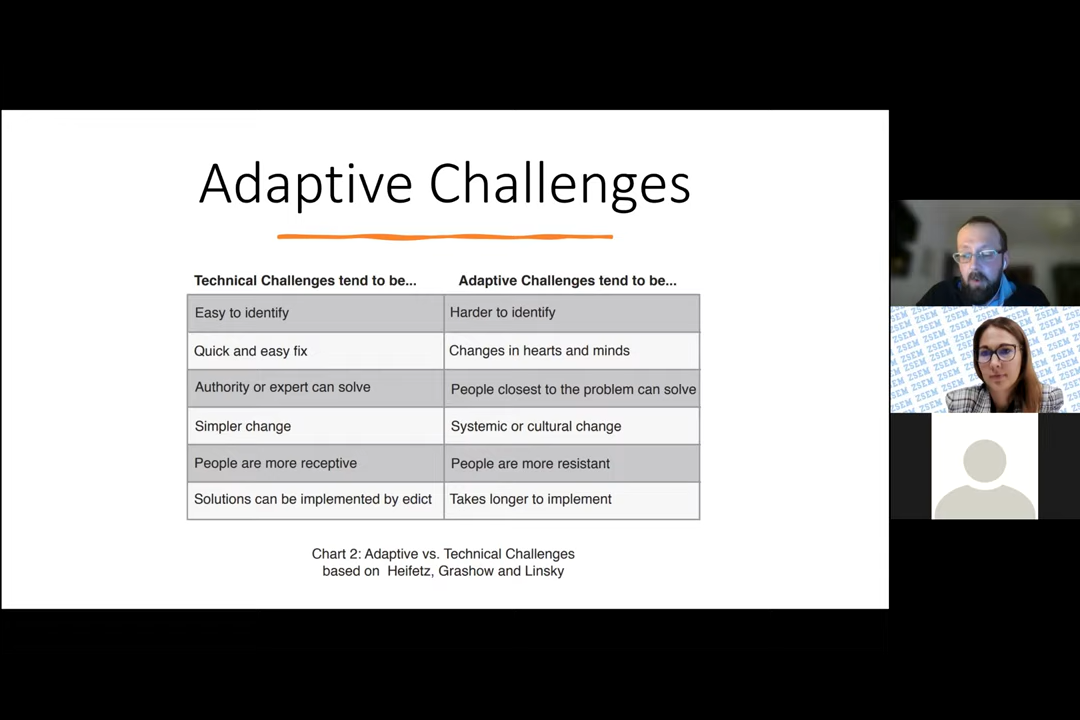 Adaptive Challenges
Technical Challenges tend to be... Adaptive Challenges tend to be...
Easy to identify Harder to identify
Quick and easy fix Changes in hearts and minds
Authority or expert can solve People closest to the problem can solve
Simpler change Systemic or cultural change
People are more receptive People are more resistant
Solutions can be implemented by edict Takes longer to implement
Chart 2: Adaptive vs. Technical Challenges
based on Heifetz, Grashow and Linsky
ZSEM